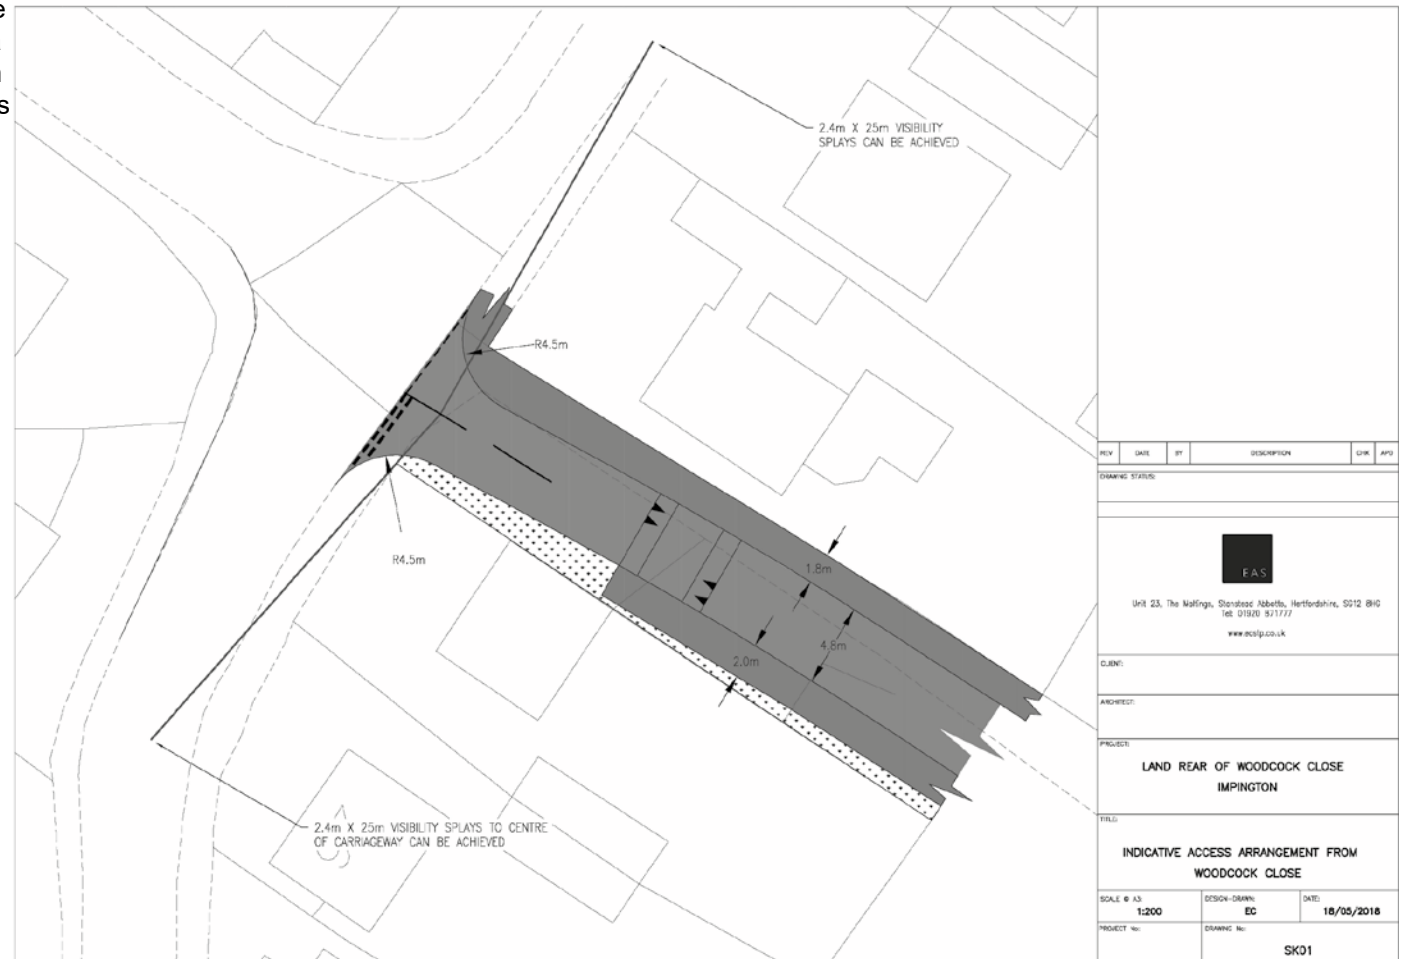 e
s
2.4m X 25m VISIBILITY
SPLAYS CAN BE ACHIEVED
R4.5m
R4.5m
1.8m
4.8m
2.0m
2.4m X 25m VISIBILITY SPLAYS TO CENTRE
OF CARRIAGEWAY CAN BE ACHIEVED
REV DATE BY DESCRIPTION CHK APD
DRAWING STATUS:
EAS
Unit 23, The Maltings, Stanstead Abbotts, Hertfordshire, SG12 8HG
Tel: 01920 871777
www.easlp.co.uk
CLIENT:
ARCHITECT:
PROJECT:
LAND REAR OF WOODCOCK CLOSE
IMPINGTON
TITLE:
INDICATIVE ACCESS ARRANGEMENT FROM
WOODCOCK CLOSE
SCALE @ A3: DESIGN-DRAWN: DATE:
1:200 EC 18/05/2018
PROJECT No: DRAWING No:
SK01